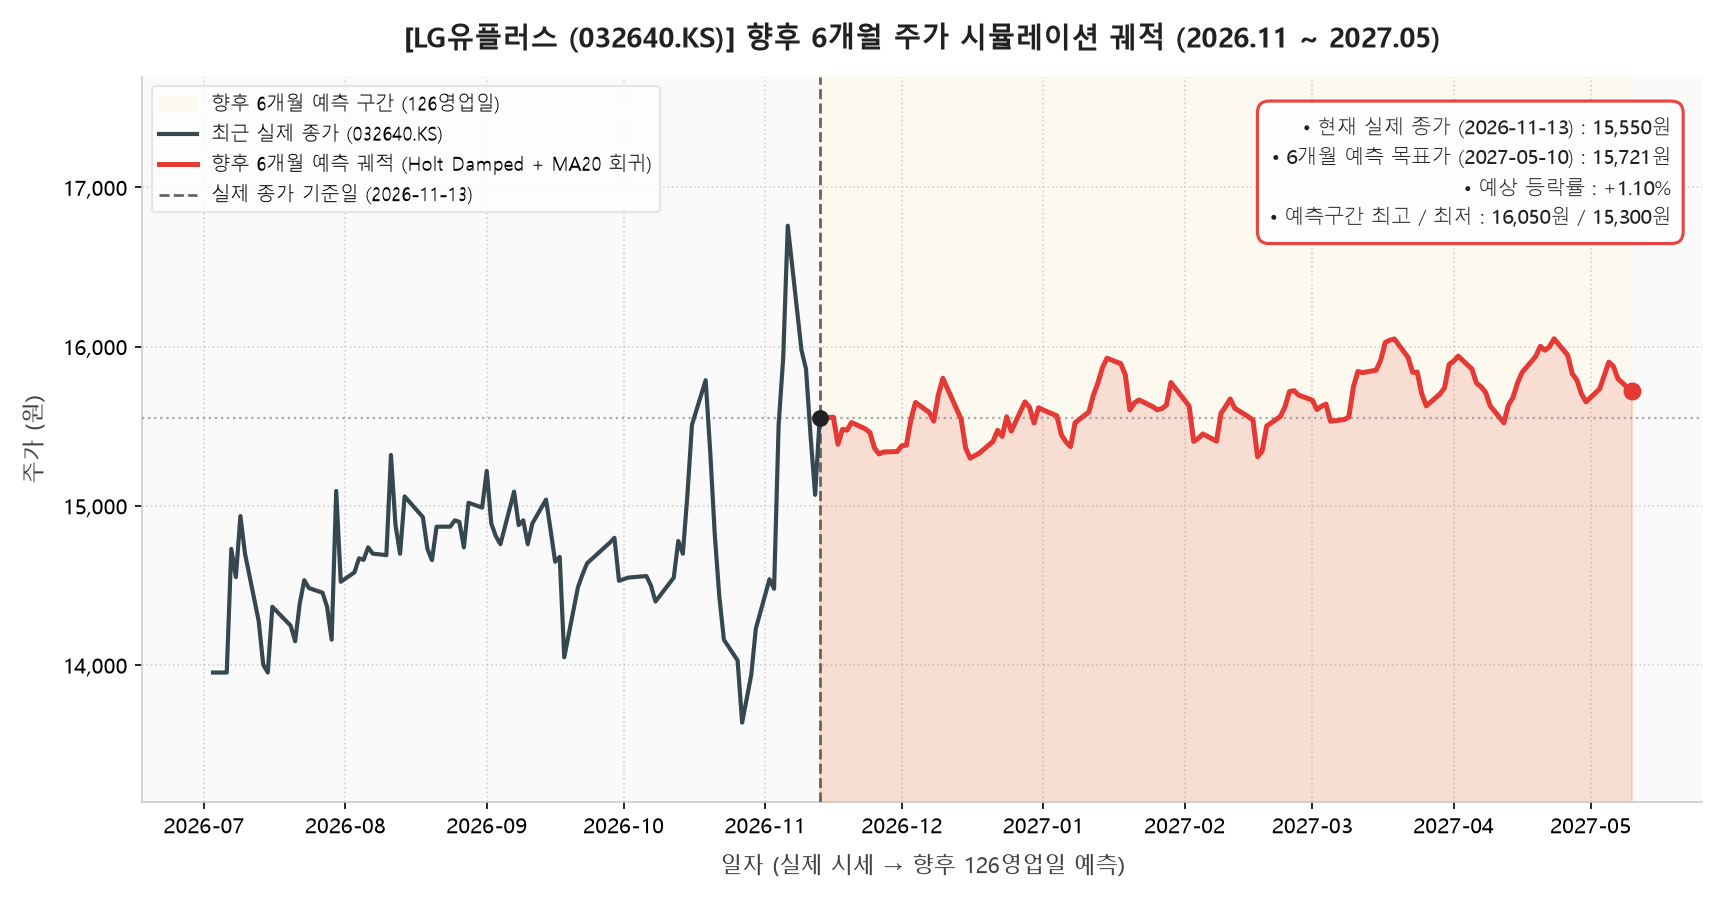 [LG유플러스 (032640.KS)] 향후 6개월 주가 시뮬레이션 궤적 (2026.11 ~ 2027.05)
향후 6개월 예측 구간 (126영업일)
최근 실제 종가 (032640.KS)
향후 6개월 예측 궤적 (Holt Damped + MA20 회귀)
실제 종가 기준일 (2026-11-13)
• 현재 실제 종가 (2026-11-13) : 15,550원
• 6개월 예측 목표가 (2027-05-10) : 15,721원
• 예상 등락률 : +1.10%
• 예측구간 최고 / 최저 : 16,050원 / 15,300원
주가 (원)
17,000
16,000
15,000
14,000
2026-07 2026-08 2026-09 2026-10 2026-11 2026-12 2027-01 2027-02 2027-03 2027-04 2027-05
일자 (실제 시세 → 향후 126영업일 예측)